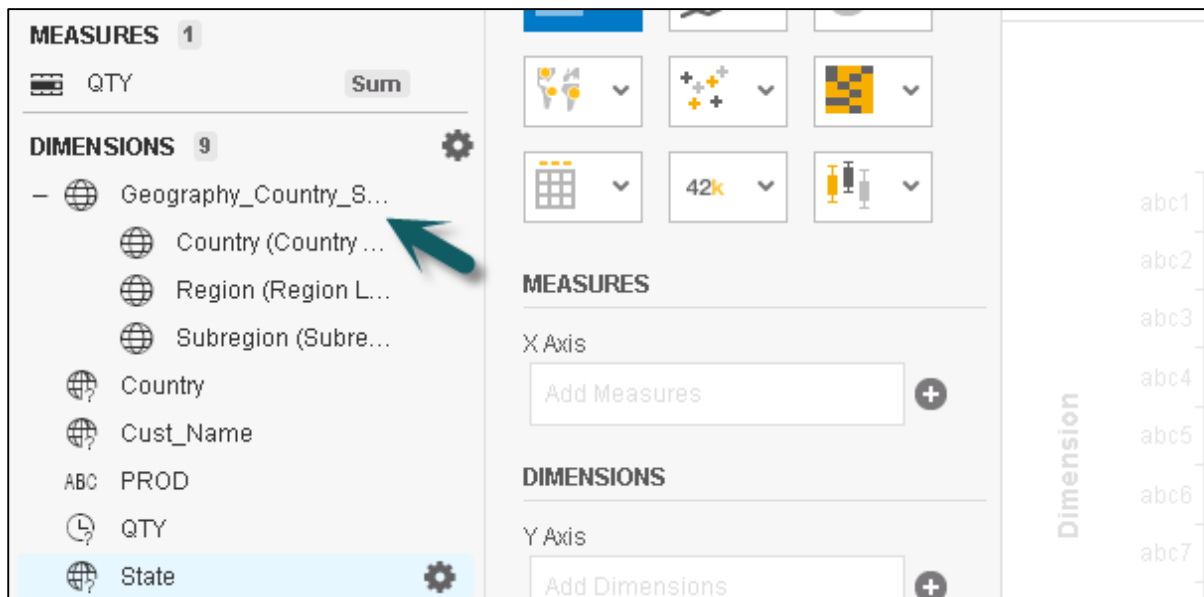 MEASURES 1
QTY Sum
DIMENSIONS 9
Geography_Country_S...
Country (Country ...
Region (Region L...
Subregion (Subre...
Country
Cust_Name
ABC PROD
QTY
State
42k
MEASURES
X Axis
Add Measures
DIMENSIONS
Y Axis
Add Dimensions
Dimension
abc1
abc2
abc3
abc4
abc5
abc6
abc7